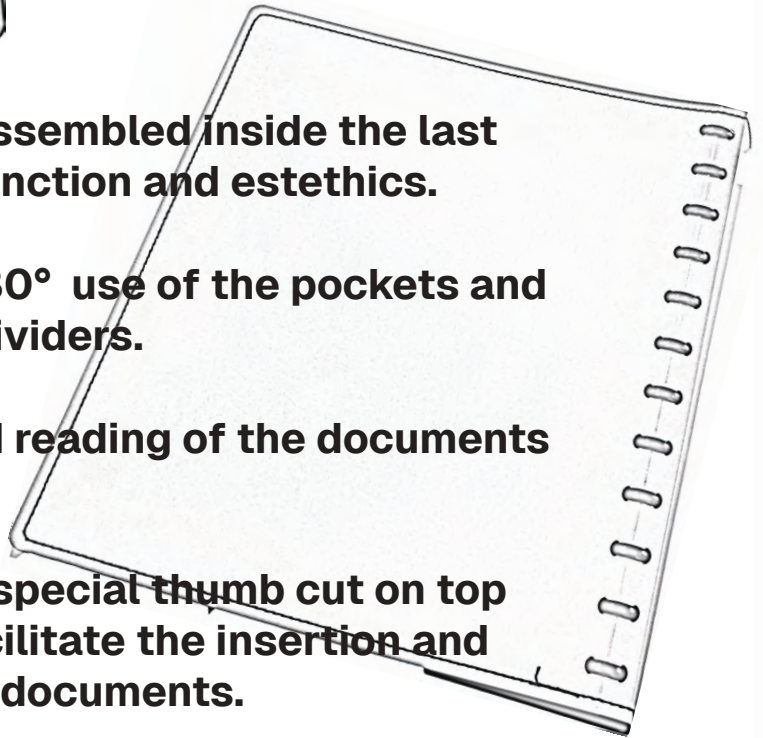 ssembled inside the last
nction and estethics.
0° use of the pockets and
ividers.
reading of the documents
special thumb cut on top
cilitate the insertion and
documents.